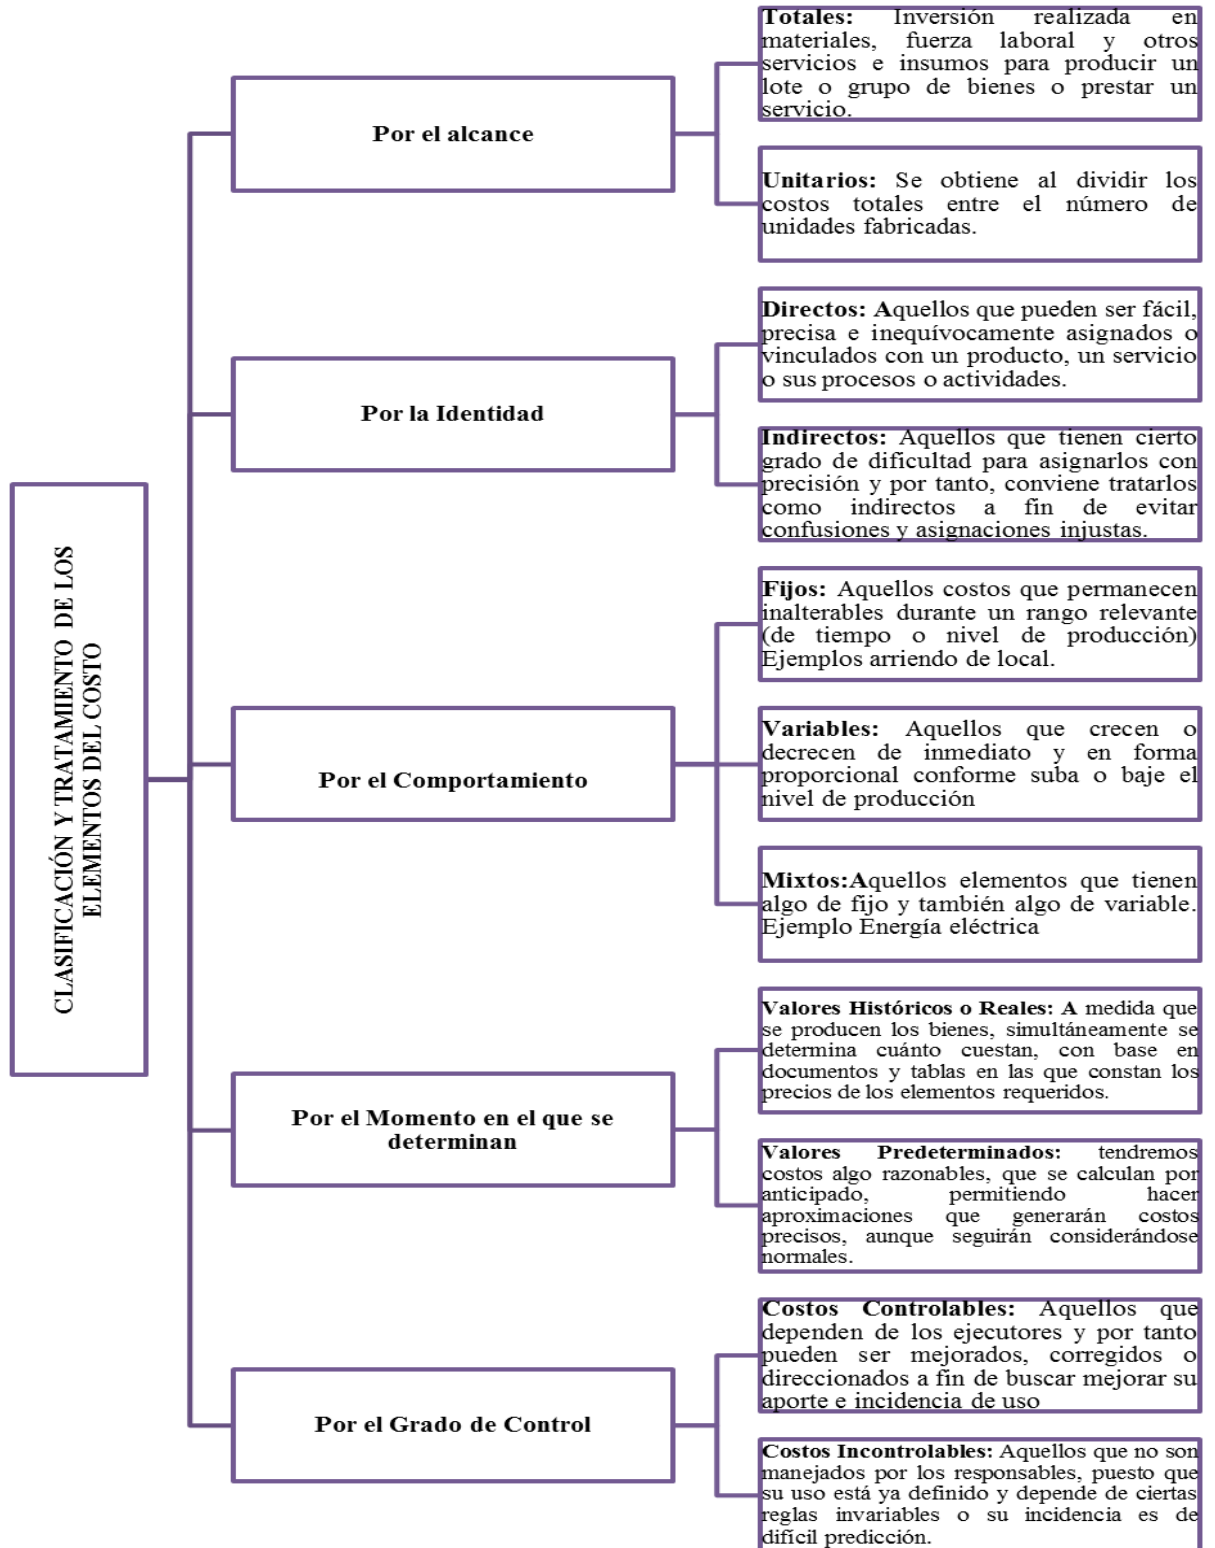 CLASIFICACIÓN Y TRATAMIENTO DE LOS
ELEMENTOS DEL COSTO
Por el alcance
Totales: Inversión realizada en
materiales, fuerza laboral y otros
servicios e insumos para producir un
lote o grupo de bienes o prestar un
servicio.
Unitarios: Se obtiene al dividir los
costos totales entre el número de
unidades fabricadas.
Por la Identidad
Directos: Aquellos que pueden ser fácil,
precisa e inequívocamente asignados o
vinculados con un producto, un servicio
o sus procesos o actividades.
Indirectos: Aquellos que tienen cierto
grado de dificultad para asignarlos con
precisión y por tanto, conviene tratarlos
como indirectos a fin de evitar
confusiones y asignaciones injustas.
Por el Comportamiento
Fijos: Aquellos costos que permanecen
inalterables durante un rango relevante
(de tiempo o nivel de producción)
Ejemplos arriendo de local.
Variables: Aquellos que crecen o
decrecen de inmediato y en forma
proporcional conforme suba o baje el
nivel de producción
Mixtos:Aquellos elementos que tienen
algo de fijo y también algo de variable.
Ejemplo Energía eléctrica
Por el Momento en el que se
determinan
Valores Históricos o Reales: A medida que
se producen los bienes, simultáneamente se
determina cuánto cuestan, con base en
documentos y tablas en las que constan los
precios de los elementos requeridos.
Valores Predeterminados: tendremos
costos algo razonables, que se calculan por
anticipado, permitiendo hacer
aproximaciones que generarán costos
precisos, aunque seguirán considerándose
normales.
Por el Grado de Control
Costos Controlables: Aquellos que
dependen de los ejecutores y por tanto
pueden ser mejorados, corregidos o
direccionados a fin de buscar mejorar su
aporte e incidencia de uso
Costos Incontrolables: Aquellos que no son
manejados por los responsables, puesto que
su uso está ya definido y depende de ciertas
reglas invariables o su incidencia es de
difícil predicción.